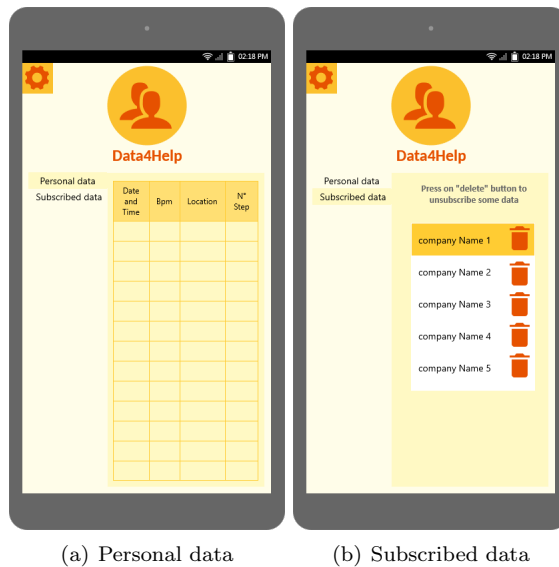 02:18 PM
Data4Help
Personal data
Subscribed data
Date
and
Time
Bpm
Location
N°
Step
02:18 PM
Data4Help
Personal data
Subscribed data
Press on "delete" button to
unsubscribe some data
company Name 1
company Name 2
company Name 3
company Name 4
company Name 5
(a) Personal data
(b) Subscribed data